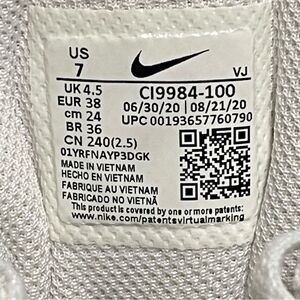 US
7
VJ
UK 4.5
EUR 38
cm 24
BR 36
CN 240(2.5)
CI9984-100
06/30/20 | 08/21/20
UPC 00193657760790
01YRFNAYP3DGK
MADE IN VIETNAM
HECHO EN VIETNAM
FABRIQUE AU VIETNAM
FABRICADO NO VIETNÃ
This product is covered by one or more patents. See
www.nike.com/patentsvirtualmarking